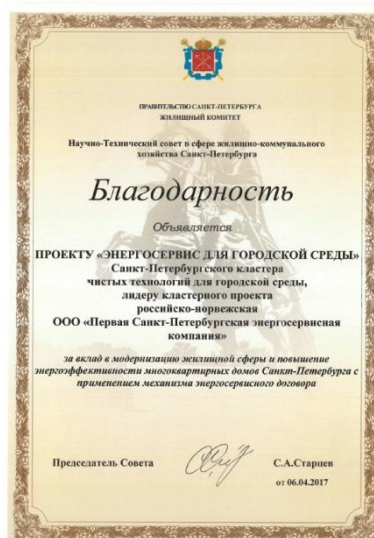 ПРАВИТЕЛЬСТВО САНКТ-ПЕТЕРБУРГА
ЖИЛИЩНЫЙ КОМИТЕТ
Научно-Технический совет в сфере жилищно-коммунального
хозяйства Санкт-Петербурга
Благодарность
Объявляется
ПРОЕКТУ «ЭНЕРГОСЕРВИС ДЛЯ ГОРОДСКОЙ СРЕДЫ»
Санкт-Петербургского кластера
чистых технологий для городской среды,
лидеру кластерного проекта
российско-норвежская
ООО «Первая Санкт-Петербургская энергосервисная
компания»
за вклад в модернизацию жилищной сферы и повышение
энергоэффективности многоквартирных домов Санкт-Петербурга с
применением механизма энергосервисного договора
Председатель Совета С.А.Старцев
от 06.04.2017